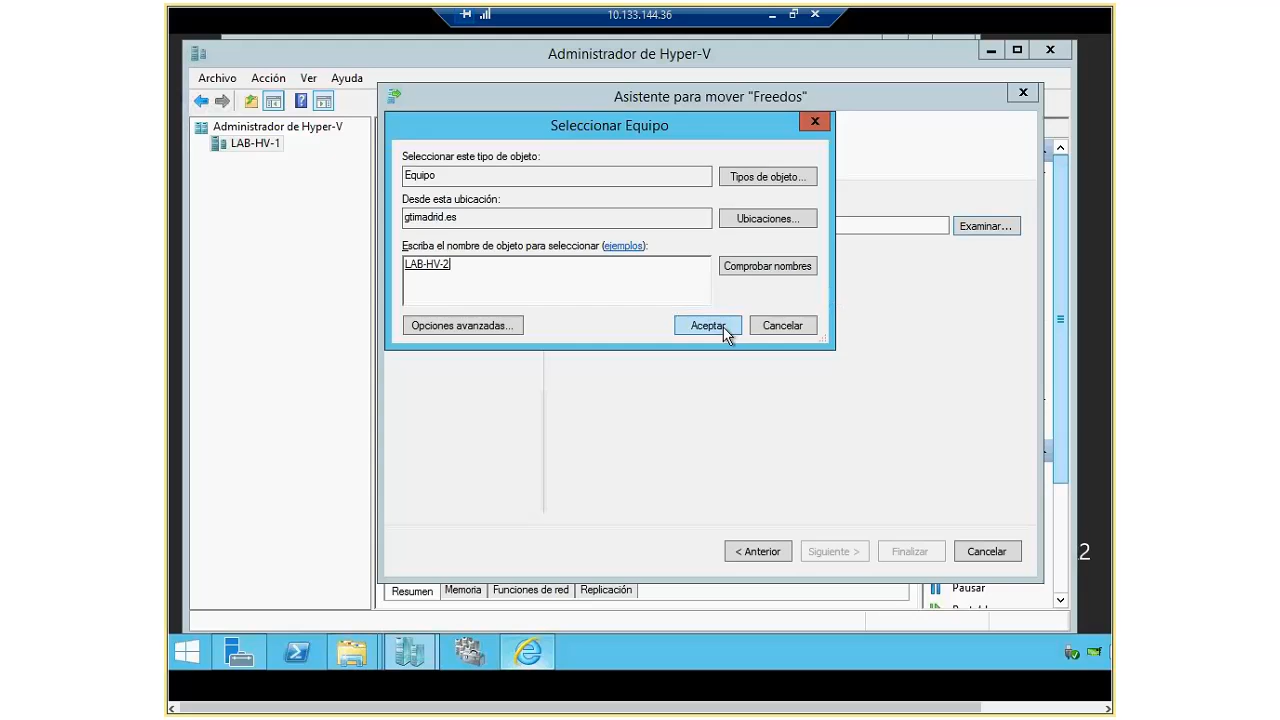 10.133.144.36
Administrador de Hyper-V
Archivo Acción Ver Ayuda
Asistente para mover "Freedos"
Administrador de Hyper-V
LAB-HV-1
Seleccionar Equipo
Seleccionar este tipo de objeto:
Equipo
Tipos de objeto...
Desde esta ubicación:
gtimadrid.es
Ubicaciones...
Examinar...
Escriba el nombre de objeto para seleccionar (ejemplos):
LAB-HV-2
Comprobar nombres
Opciones avanzadas...
Aceptar
Cancelar
< Anterior
Siguiente >
Finalizar
Cancelar
2
Resumen Memoria Funciones de red Replicación
Pausar